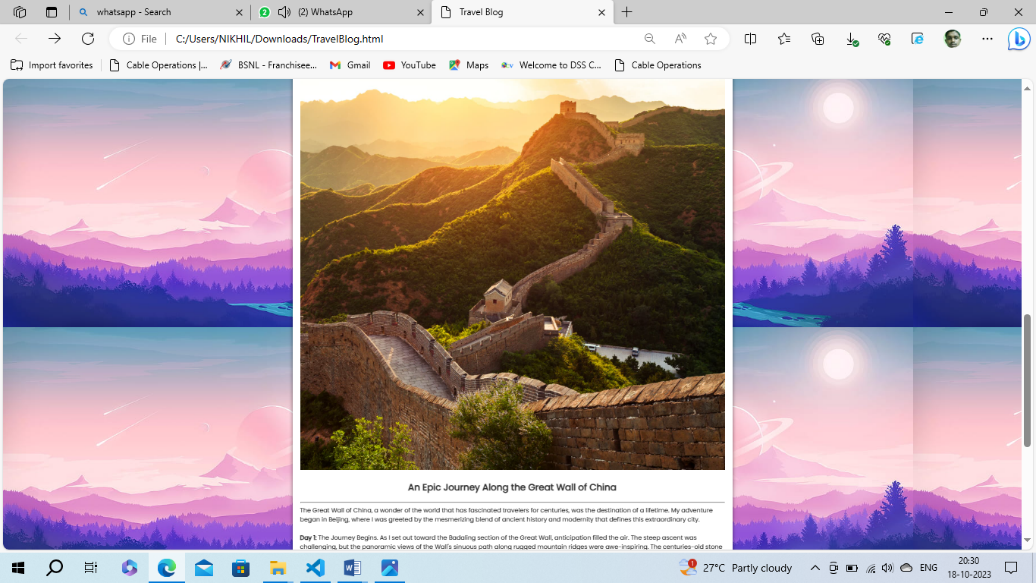 whatsapp - Search
2
(2) WhatsApp
Travel Blog
File
C:/Users/NIKHIL/Downloads/TravelBlog.html
Import favorites
Cable Operations |...
BSNL - Franchisee...
Gmail
YouTube
Maps
Welcome to DSS C...
Cable Operations
An Epic Journey Along the Great Wall of China
The Great Wall of China, a wonder of the world that has fascinated travelers for centuries, was the destination of a lifetime. My adventure
began in Beijing, where I was greeted by the mesmerizing blend of ancient history and modernity that defines this extraordinary city.
Day 1: The Journey Begins. As I set out toward the Badaling section of the Great Wall, anticipation filled the air. The steep ascent was
challenging, but the panoramic views of the Wall's sinuous path along rugged mountain ridges were awe-inspiring. The centuries-old stone
1
27°C Partly cloudy
ENG
20:30
18-10-2023